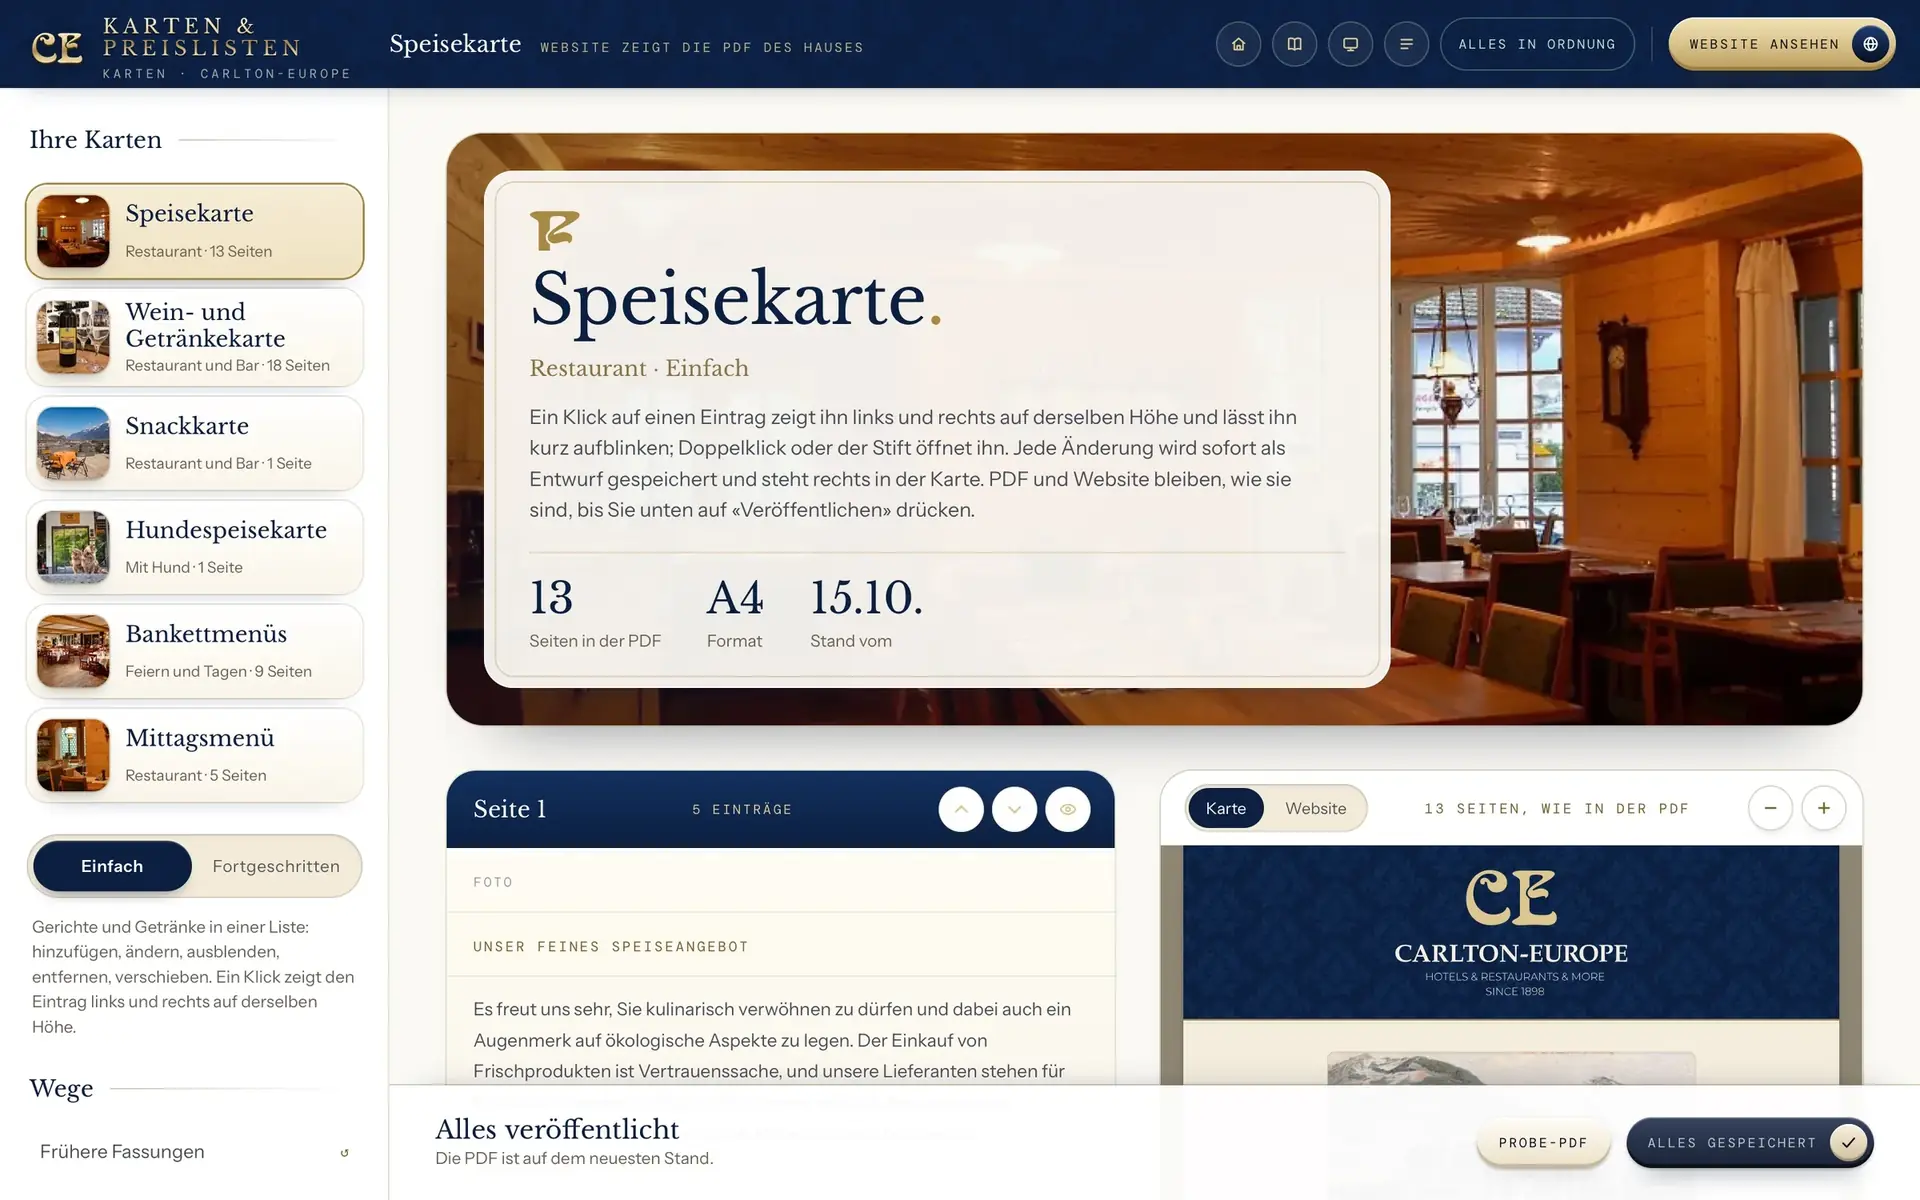 CE
KARTEN &
PREISLISTEN
KARTEN · CARLTON-EUROPE
Speisekarte
WEBSITE ZEIGT DIE PDF DES HAUSES
ALLES IN ORDNUNG
WEBSITE ANSEHEN
Ihre Karten
Speisekarte
Restaurant · 13 Seiten
Wein- und
Getränkekarte
Restaurant und Bar · 18 Seiten
Snackkarte
Restaurant und Bar · 1 Seite
Hundespeisekarte
Mit Hund · 1 Seite
Bankettmenüs
Feiern und Tagen · 9 Seiten
Mittagsmenü
Restaurant · 5 Seiten
Einfach
Fortgeschritten
Gerichte und Getränke in einer Liste:
hinzufügen, ändern, ausblenden,
entfernen, verschieben. Ein Klick zeigt den
Eintrag links und rechts auf derselben
Höhe.
Wege
Frühere Fassungen
Speisekarte.
Restaurant · Einfach
Ein Klick auf einen Eintrag zeigt ihn links und rechts auf derselben Höhe und lässt ihn
kurz aufblinken; Doppelklick oder der Stift öffnet ihn. Jede Änderung wird sofort als
Entwurf gespeichert und steht rechts in der Karte. PDF und Website bleiben, wie sie
sind, bis Sie unten auf «Veröffentlichen» drücken.
13
Seiten in der PDF
A4
Format
15.10.
Stand vom
Seite 1
5 EINTRÄGE
FOTO
UNSER FEINES SPEISEANGEBOT
Es freut uns sehr, Sie kulinarisch verwöhnen zu dürfen und dabei auch ein
Augenmerk auf ökologische Aspekte zu legen. Der Einkauf von
Frischprodukten ist Vertrauenssache, und unsere Lieferanten stehen für
Karte
Website
13 SEITEN, WIE IN DER PDF
CE
CARLTON-EUROPE
HOTELS & RESTAURANTS & MORE
SINCE 1898
Alles veröffentlicht
Die PDF ist auf dem neuesten Stand.
PROBE-PDF
ALLES GESPEICHERT